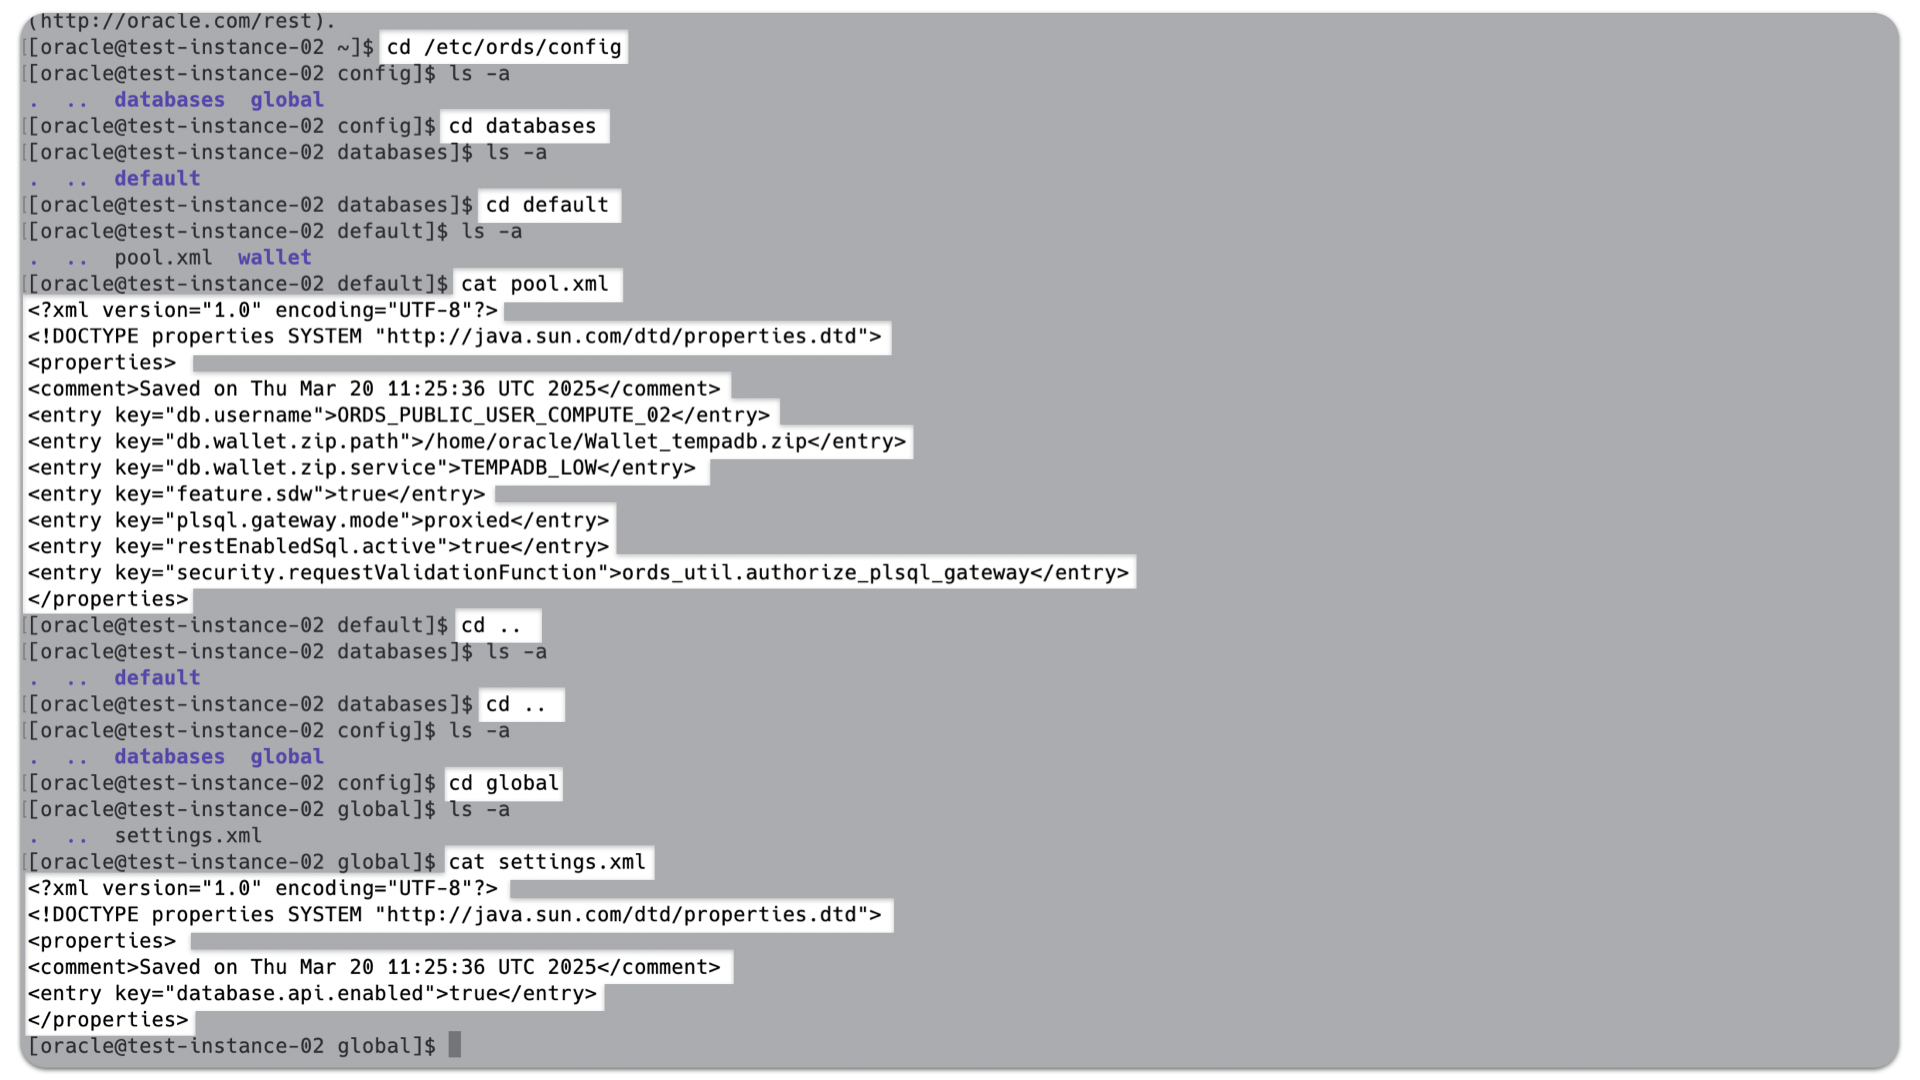 (http://oracle.com/rest).
[[oracle@test-instance-02 ~]$ cd /etc/ords/config
[[oracle@test-instance-02 config]$ ls -a
.  ..  databases  global
[[oracle@test-instance-02 config]$ cd databases
[[oracle@test-instance-02 databases]$ ls -a
.  ..  default
[[oracle@test-instance-02 databases]$ cd default
[[oracle@test-instance-02 default]$ ls -a
.  ..  pool.xml  wallet
[[oracle@test-instance-02 default]$ cat pool.xml
<?xml version="1.0" encoding="UTF-8"?>
<!DOCTYPE properties SYSTEM "http://java.sun.com/dtd/properties.dtd">
<properties>
<comment>Saved on Thu Mar 20 11:25:36 UTC 2025</comment>
<entry key="db.username">ORDS_PUBLIC_USER_COMPUTE_02</entry>
<entry key="db.wallet.zip.path">/home/oracle/Wallet_tempadb.zip</entry>
<entry key="db.wallet.zip.service">TEMPADB_LOW</entry>
<entry key="feature.sdw">true</entry>
<entry key="plsql.gateway.mode">proxied</entry>
<entry key="restEnabledSql.active">true</entry>
<entry key="security.requestValidationFunction">ords_util.authorize_plsql_gateway</entry>
</properties>
[[oracle@test-instance-02 default]$ cd ..
[[oracle@test-instance-02 databases]$ ls -a
.  ..  default
[[oracle@test-instance-02 databases]$ cd ..
[[oracle@test-instance-02 config]$ ls -a
.  ..  databases  global
[[oracle@test-instance-02 config]$ cd global
[[oracle@test-instance-02 global]$ ls -a
.  ..  settings.xml
[[oracle@test-instance-02 global]$ cat settings.xml
<?xml version="1.0" encoding="UTF-8"?>
<!DOCTYPE properties SYSTEM "http://java.sun.com/dtd/properties.dtd">
<properties>
<comment>Saved on Thu Mar 20 11:25:36 UTC 2025</comment>
<entry key="database.api.enabled">true</entry>
</properties>
[oracle@test-instance-02 global]$